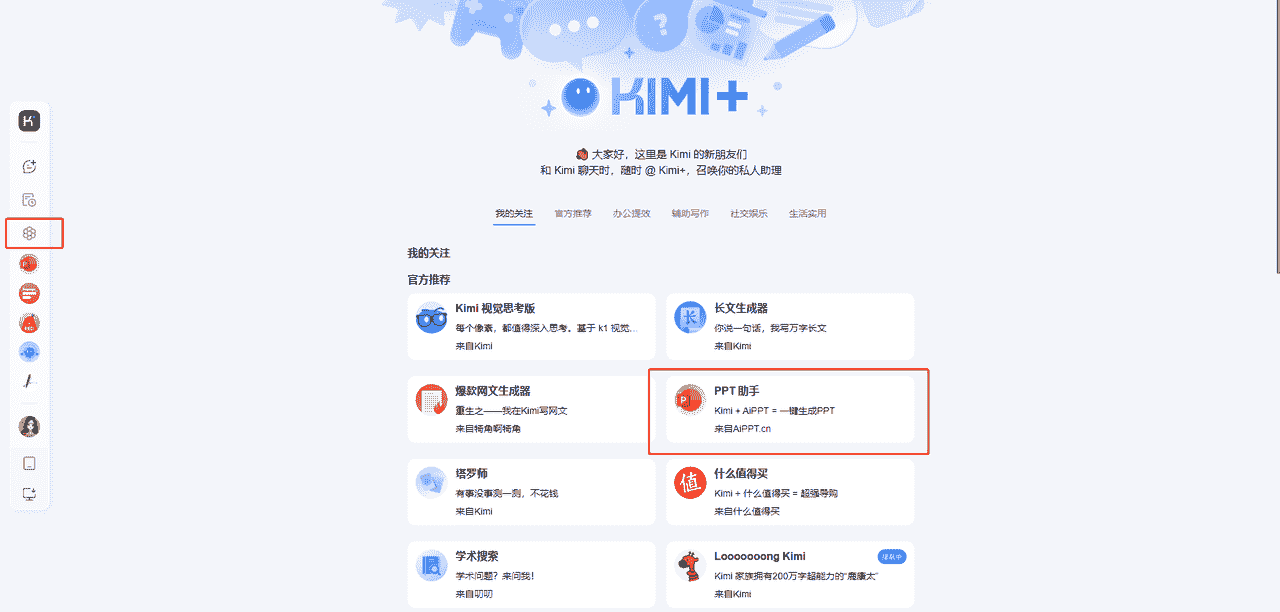 KIMI+
大家好，这里是 Kimi 的新朋友们
和 Kimi 聊天时，随时 @ Kimi+，召唤你的私人助理
我的关注 官方推荐 办公提效 辅助写作 社交娱乐 生活实用
我的关注
官方推荐
Kimi 视觉思考版
每个像素，都值得深入思考。基于 k1 视觉...
来自Kimi
长文生成器
你说一句话，我写万字长文
来自Kimi
爆款网文生成器
重生之——我在Kimi写网文
来自犄角啊犄角
PPT 助手
Kimi + AiPPT = 一键生成PPT
来自AiPPT.cn
塔罗师
有事没事测一测，不花钱
来自Kimi
什么值得买
Kimi + 什么值得买 = 超强导购
来自什么值得买
学术搜索
学术问题？来问我！
来自叨叨
Looooooong Kimi
Kimi 家族拥有200万字超能力的“鹿康太”
来自Kimi